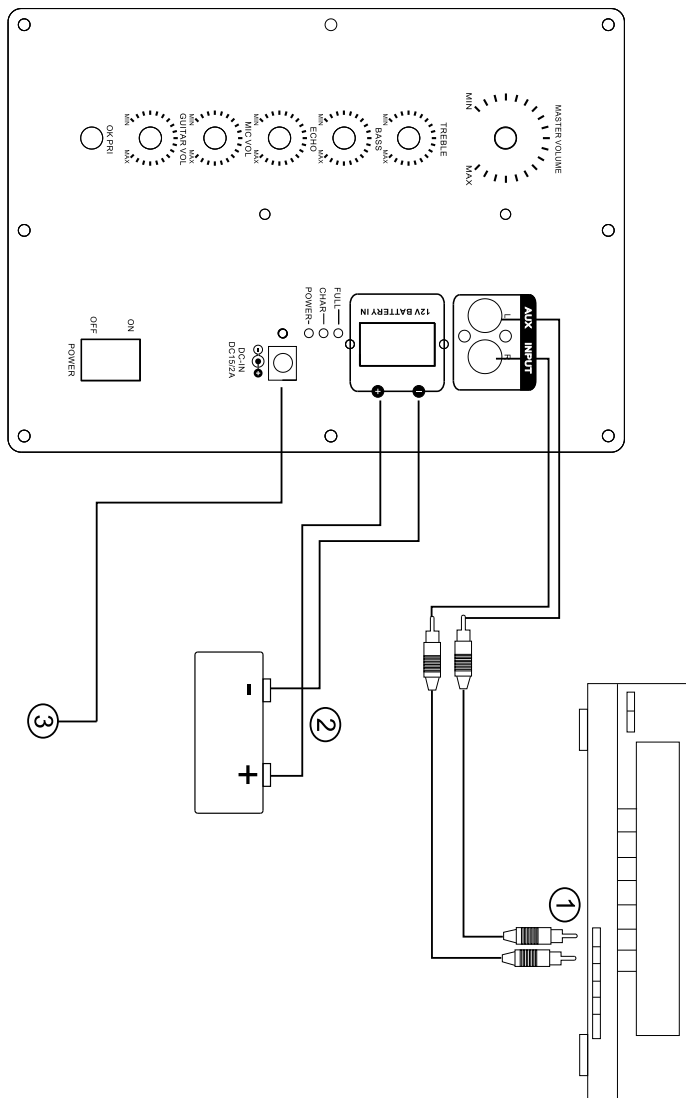 MASTER VOLUME
MIN
MAX
TREBLE
MIN
MAX
BASS
MIN
MAX
ECHO
MIN
MAX
MIC VOL
MIN
MAX
GUITAR VOL
MIN
MAX
OK PRI
AUX INPUT
L
R
12V BATTERY IN
+
-
FULL
CHAR
POWER
DC-IN
DC15/2A
- +
ON
OFF
POWER
1
2
- +
3